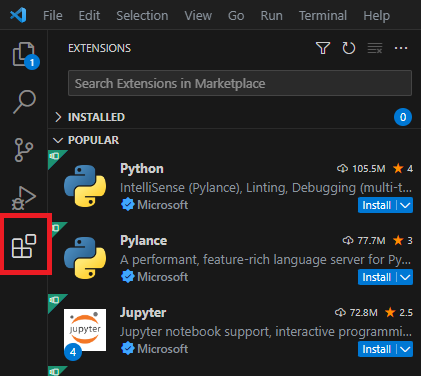 File Edit Selection View Go Run Terminal Help
EXTENSIONS
1
Search Extensions in Marketplace
INSTALLED 0
POPULAR
Python 105.5M 4
IntelliSense (Pylance), Linting, Debugging (multi-t...
Microsoft Install
Pylance 77.7M 3
A performant, feature-rich language server for Py...
Microsoft Install
Jupyter 72.8M 2.5
jupyter
Jupyter notebook support, interactive programmi...
4
Microsoft Install